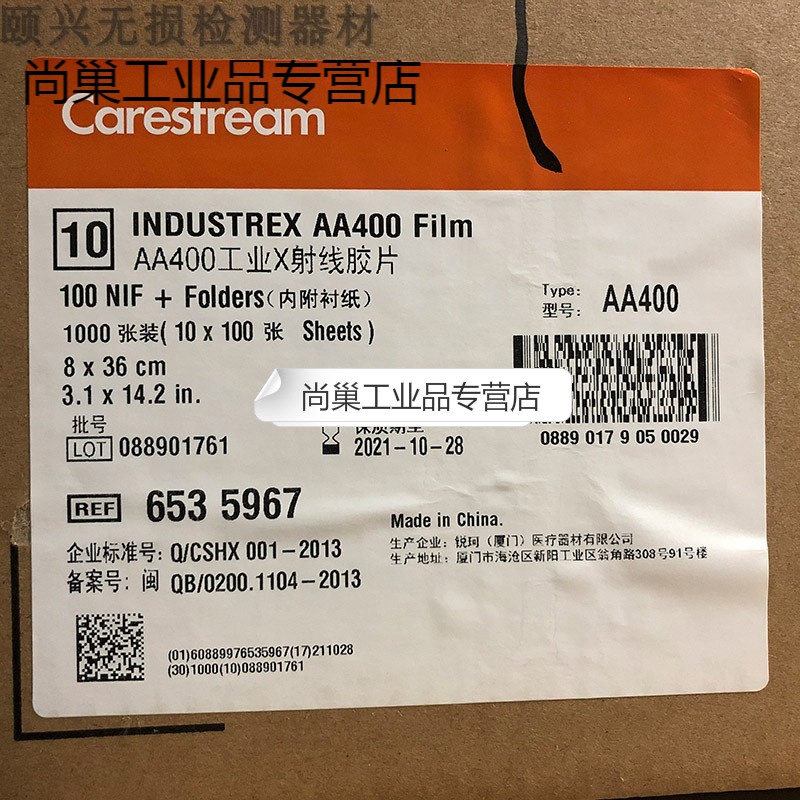 颐兴无损检测器材
尚巢工业品专营店
Carestream
10
INDUSTREX AA400 Film
AA400工业X射线胶片
100 NIF + Folders(内附衬纸)
1000 张装( 10 x 100 张 Sheets )
Type:
型号:
AA400
8 x 36 cm
3.1 x 14.2 in.
尚巢工业品专营店
批号
LOT 088901761
保质期至
2021-10-28
0889 017 9 05 0029
REF 653 5967
Made in China.
企业标准号: Q/CSHX 001-2013
生产企业: 锐珂(厦门)医疗器材有限公司
备案号: 闽 QB/0200.1104-2013
生产地址: 厦门市海沧区新阳工业区翁角路308号91号楼
(01)60889976535967(17)211028
(30)1000(10)088901761